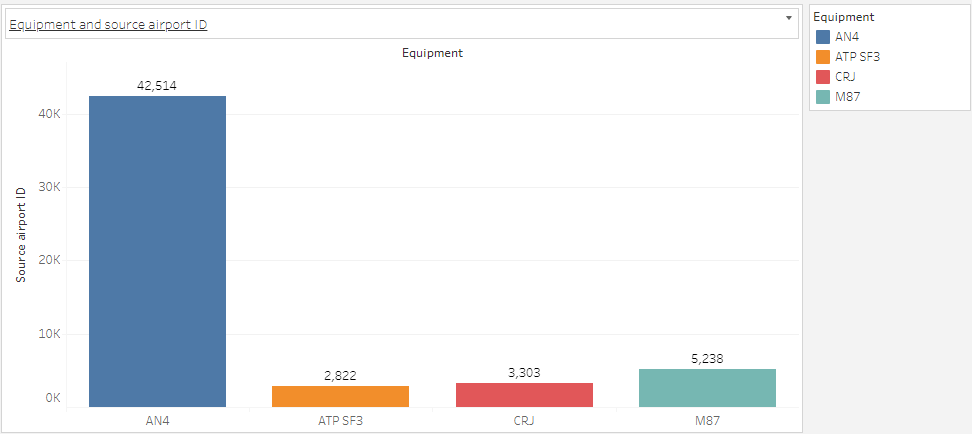 Equipment and source airport ID
Equipment
42,514
40K
30K
20K
10K
0K
Source airport ID
2,822
3,303
5,238
AN4
ATP SF3
CRJ
M87
Equipment
AN4
ATP SF3
CRJ
M87